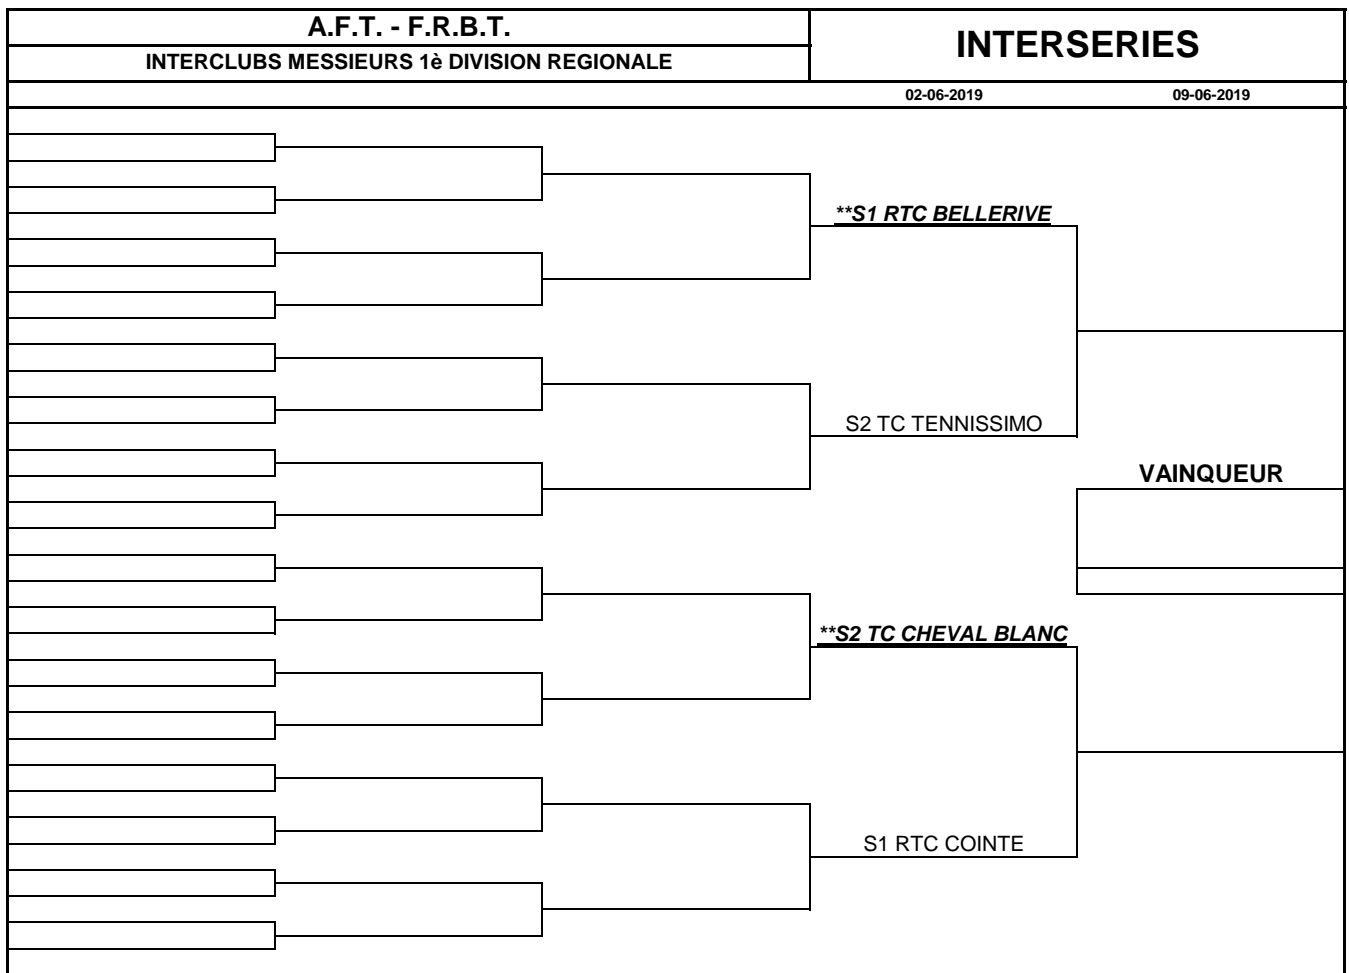 A.F.T. - F.R.B.T.
INTERCLUBS MESSIEURS 1è DIVISION REGIONALE
INTERSERIES
02-06-2019
09-06-2019
**S1 RTC BELLERIVE
S2 TC TENNISSIMO
VAINQUEUR
**S2 TC CHEVAL BLANC
S1 RTC COINTE